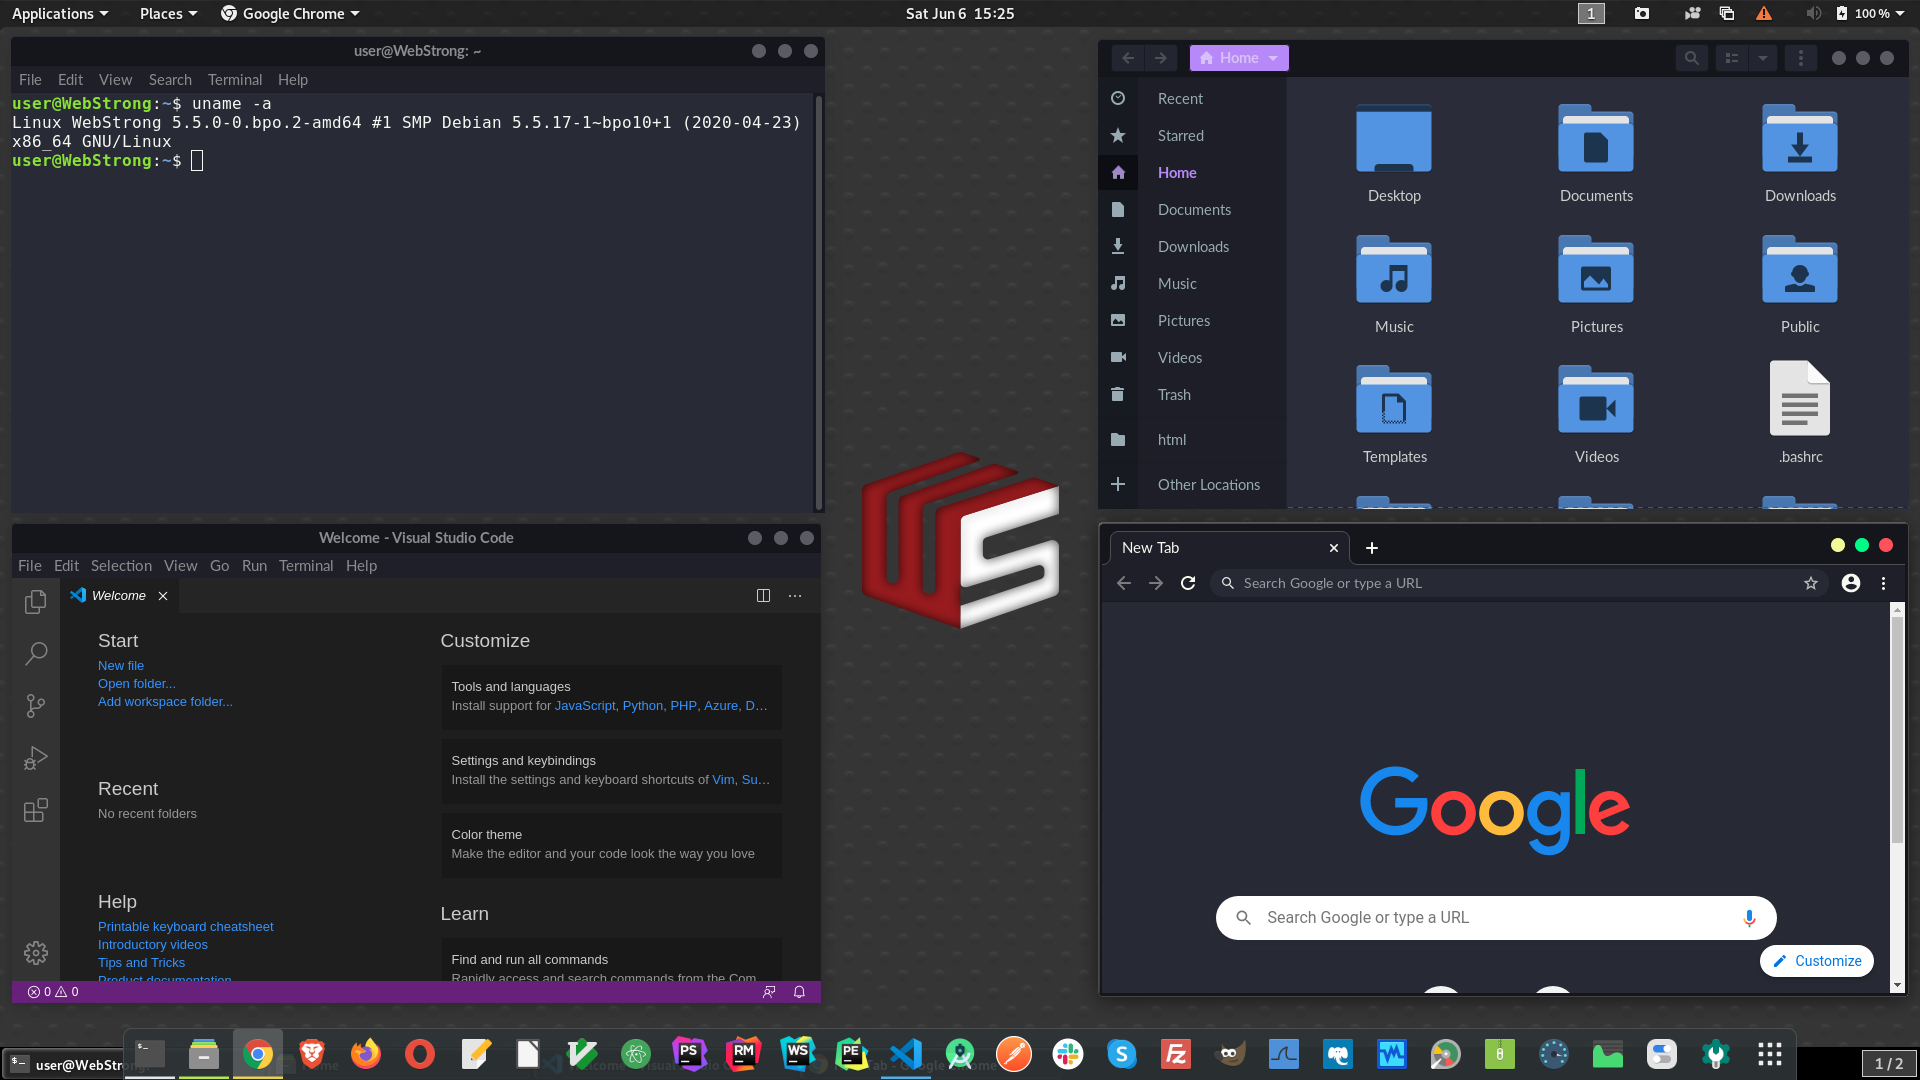 Applications
Places
Google Chrome
Sat Jun 6 15:25
1
100 %
user@WebStrong: ~
File Edit View Search Terminal Help
user@WebStrong:~$ uname -a
Linux WebStrong 5.5.0-0.bpo.2-amd64 #1 SMP Debian 5.5.17-1~bpo10+1 (2020-04-23)
x86_64 GNU/Linux
user@WebStrong:~$
Home
Recent
Starred
Home
Documents
Downloads
Music
Pictures
Videos
Trash
html
Other Locations
Desktop
Documents
Downloads
Music
Pictures
Public
Templates
Videos
.bashrc
Welcome - Visual Studio Code
File Edit Selection View Go Run Terminal Help
Welcome
Start
New file
Open folder...
Add workspace folder...
Recent
No recent folders
Help
Printable keyboard cheatsheet
Introductory videos
Tips and Tricks
Product documentation
Customize
Tools and languages
Install support for JavaScript, Python, PHP, Azure, D…
Settings and keybindings
Install the settings and keyboard shortcuts of Vim, Su…
Color theme
Make the editor and your code look the way you love
Learn
Find and run all commands
Rapidly access and search commands from the Com
0 0
New Tab
Search Google or type a URL
Google
Search Google or type a URL
Customize
user@WebStrong
PS
RM
WS
PE
1 / 2